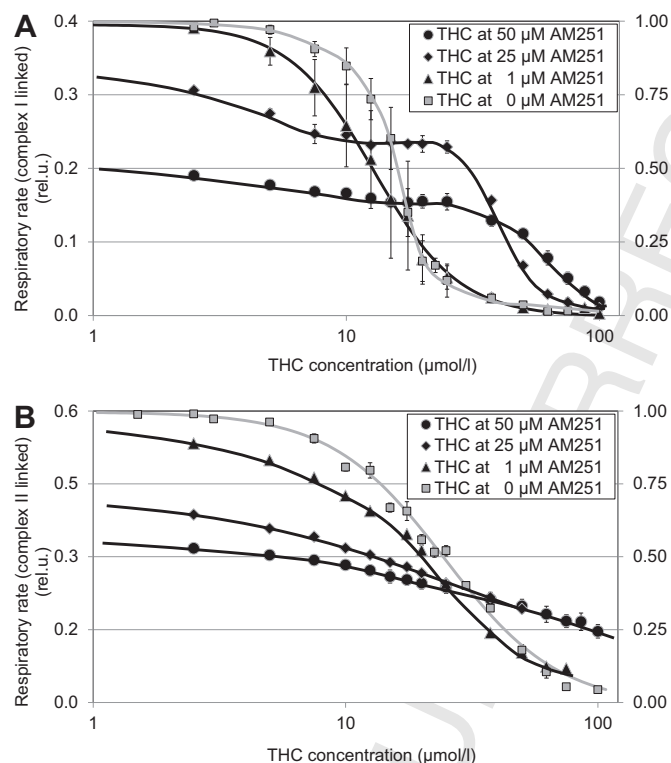 A
Respiratory rate (complex I linked)
(rel.u.)
0.4
0.3
0.2
0.1
0.0
1.00
0.75
0.50
0.25
0.00
THC at 50 µM AM251
THC at 25 µM AM251
THC at 1 µM AM251
THC at 0 µM AM251
1
10
100
THC concentration (µmol/l)
B
Respiratory rate (complex II linked)
(rel.u.)
0.6
0.5
0.3
0.2
0.0
1.00
0.75
0.50
0.25
0.00
THC at 50 µM AM251
THC at 25 µM AM251
THC at 1 µM AM251
THC at 0 µM AM251
1
10
100
THC concentration (µmol/l)